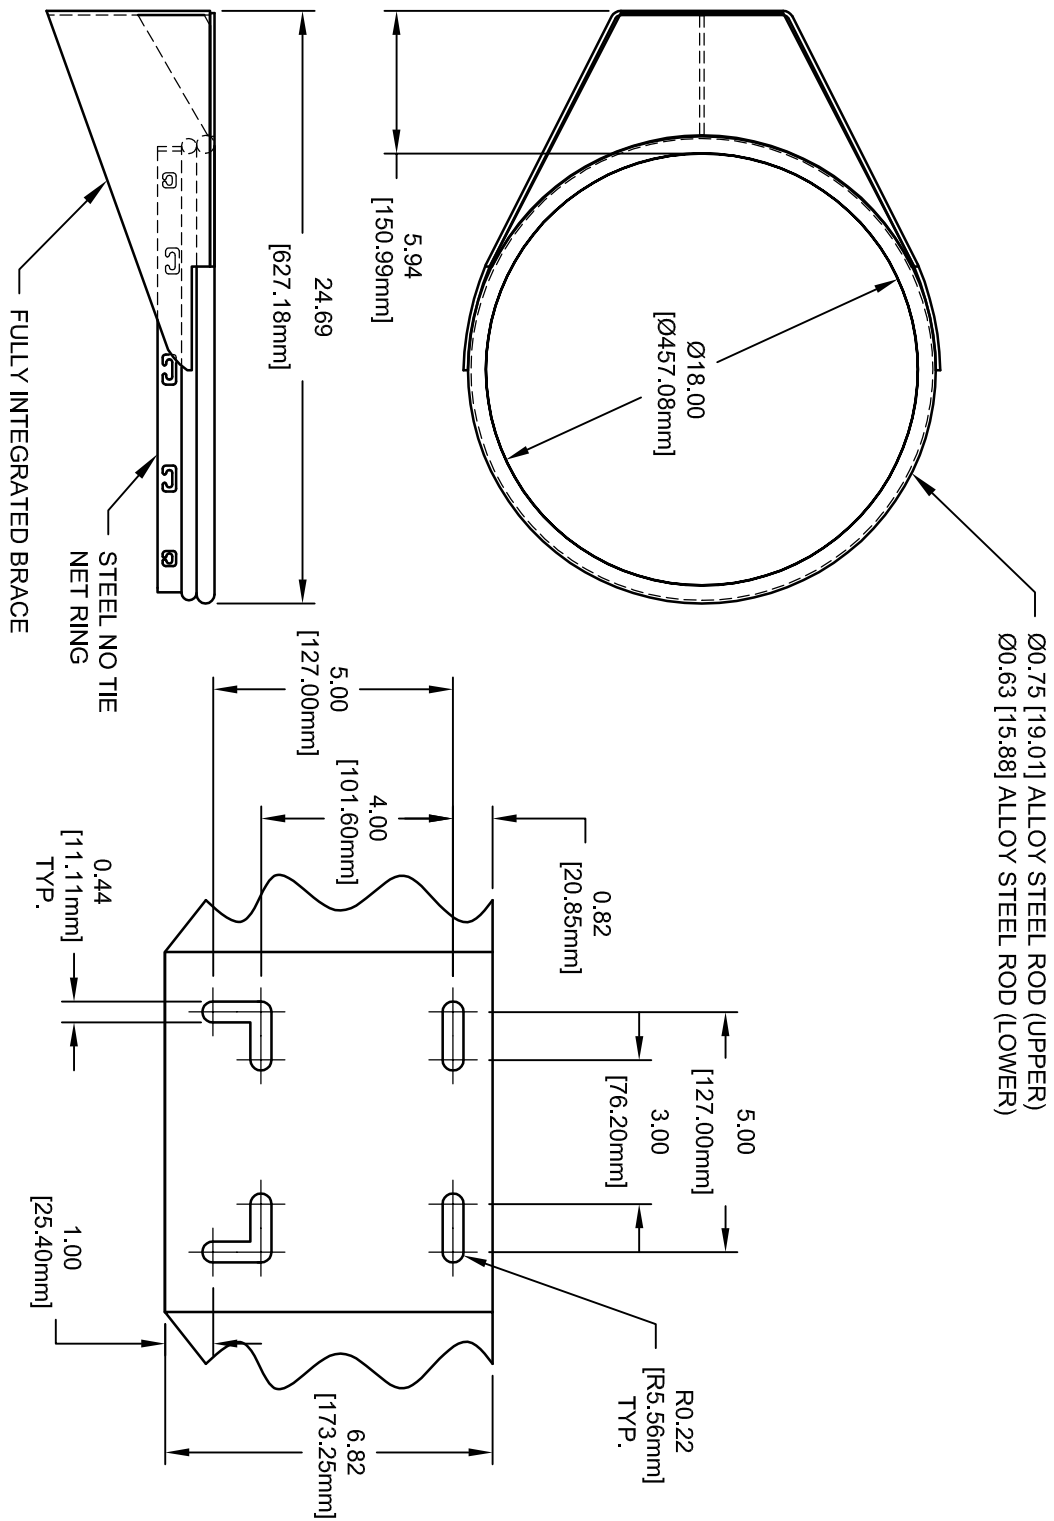 Ø0.75 [19.01] ALLOY STEEL ROD (UPPER)
Ø0.63 [15.88] ALLOY STEEL ROD (LOWER)
Ø18.00
[Ø457.08mm]
5.94
[150.99mm]
24.69
[627.18mm]
STEEL NO TIE
NET RING
FULLY INTEGRATED BRACE
5.00
[127.00mm]
3.00
[76.20mm]
R0.22
[R5.56mm]
TYP.
0.82
[20.85mm]
4.00
[101.60mm]
5.00
[127.00mm]
6.82
[173.25mm]
0.44
[11.11mm]
TYP.
1.00
[25.40mm]